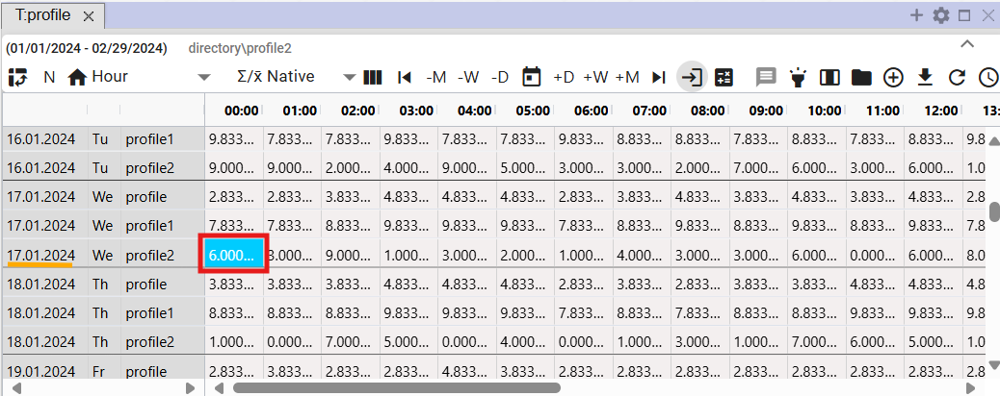 T:profile
(01/01/2024 - 02/29/2024) directory\profile2
N Hour Σ/x̄ Native -M -W -D +D +W +M
00:00 01:00 02:00 03:00 04:00 05:00 06:00 07:00 08:00 09:00 10:00 11:00 12:00 13:
16.01.2024 Tu profile1 9.833... 7.833... 7.833... 9.833... 7.833... 7.833... 9.833... 8.833... 8.833... 7.833... 8.833... 7.833... 8.833... 9.8
16.01.2024 Tu profile2 9.000... 9.000... 2.000... 4.000... 9.000... 5.000... 3.000... 3.000... 2.000... 7.000... 6.000... 3.000... 6.000... 1.0
17.01.2024 We profile 2.833... 2.833... 3.833... 4.833... 4.833... 4.833... 2.833... 3.833... 4.833... 3.833... 4.833... 3.833... 4.833... 2.8
17.01.2024 We profile1 7.833... 7.833... 8.833... 9.833... 9.833... 9.833... 7.833... 8.833... 9.833... 8.833... 9.833... 8.833... 9.833... 7.8
17.01.2024 We profile2 6.000... 3.000... 9.000... 1.000... 3.000... 2.000... 1.000... 4.000... 3.000... 3.000... 6.000... 0.000... 6.000... 8.0
18.01.2024 Th profile 3.833... 3.833... 3.833... 4.833... 4.833... 4.833... 2.833... 3.833... 2.833... 3.833... 3.833... 4.833... 4.833... 4.8
18.01.2024 Th profile1 8.833... 8.833... 8.833... 9.833... 9.833... 9.833... 7.833... 8.833... 7.833... 8.833... 8.833... 9.833... 9.833... 9.8
18.01.2024 Th profile2 1.000... 0.000... 7.000... 5.000... 0.000... 4.000... 0.000... 1.000... 3.000... 1.000... 7.000... 6.000... 5.000... 1.0
19.01.2024 Fr profile 2.833... 3.833... 2.833... 2.833... 4.833... 3.833... 2.833... 2.833... 2.833... 2.833... 2.833... 2.833... 2.833... 2.8